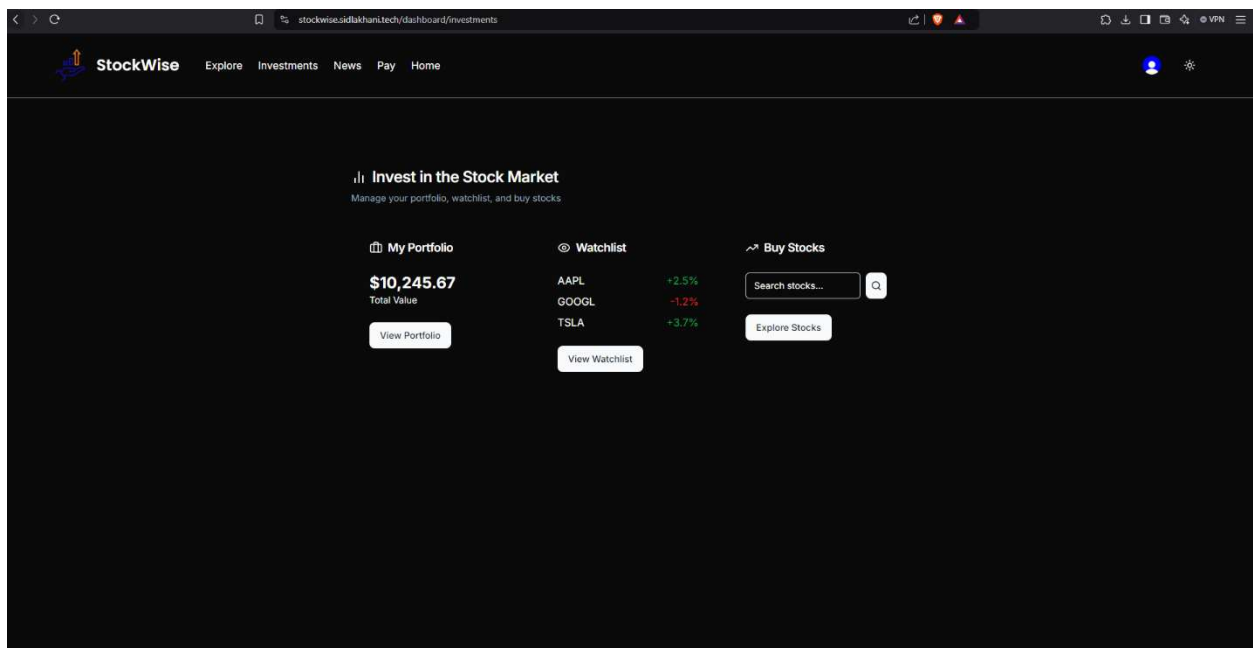 stockwise.sidlakhani.tech/dashboard/investments
VPN
StockWise Explore Investments News Pay Home
Invest in the Stock Market
Manage your portfolio, watchlist, and buy stocks
My Portfolio
$10,245.67
Total Value
View Portfolio
Watchlist
AAPL +2.5%
GOOGL -1.2%
TSLA +3.7%
View Watchlist
Buy Stocks
Search stocks...
Explore Stocks